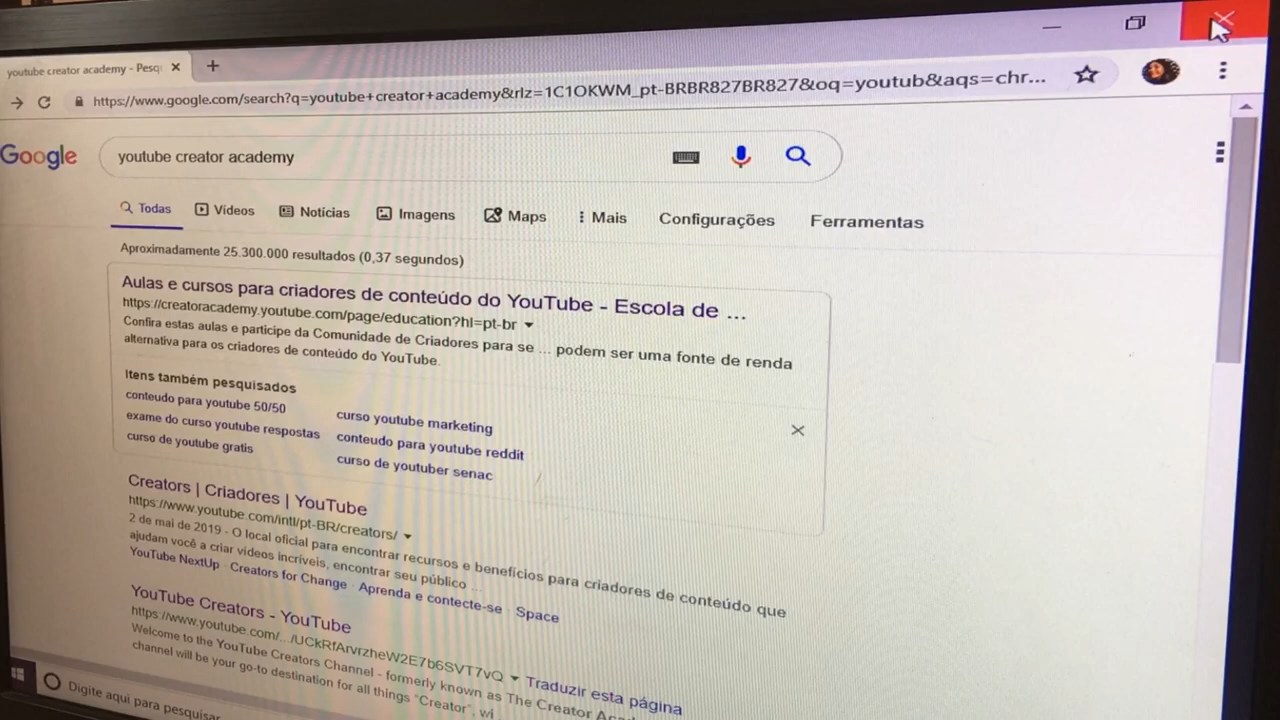 youtube creator academy - Pesq
https://www.google.com/search?q=youtube+creator+academy&rlz=1C1OKWM_pt-BRBR827BR827&oq=youtub&aqs=chr...
Google
youtube creator academy
Todas Vídeos Notícias Imagens Maps Mais Configurações Ferramentas
Aproximadamente 25.300.000 resultados (0,37 segundos)
Aulas e cursos para criadores de conteúdo do YouTube - Escola de ...
https://creatoracademy.youtube.com/page/education?hl=pt-br
Confira estas aulas e participe da Comunidade de Criadores para se ... podem ser uma fonte de renda
alternativa para os criadores de conteúdo do YouTube.
Itens também pesquisados
conteudo para youtube 50/50 curso youtube marketing
exame do curso youtube respostas conteudo para youtube reddit
curso de youtube gratis curso de youtuber senac
Creators | Criadores | YouTube
https://www.youtube.com/intl/pt-BR/creators/
2 de mai de 2019 - O local oficial para encontrar recursos e benefícios para criadores de conteúdo que
ajudam você a criar vídeos incríveis, encontrar seu público ...
YouTube NextUp · Creators for Change · Aprenda e contecte-se · Space
YouTube Creators - YouTube
https://www.youtube.com/.../UCkRfArvrzheW2E7b6SVT7vQ Traduzir esta página
Welcome to the YouTube Creators Channel - formerly known as The Creator
channel will be your go-to destination for all things "Creator", wi
Digite aqui para pesquisar